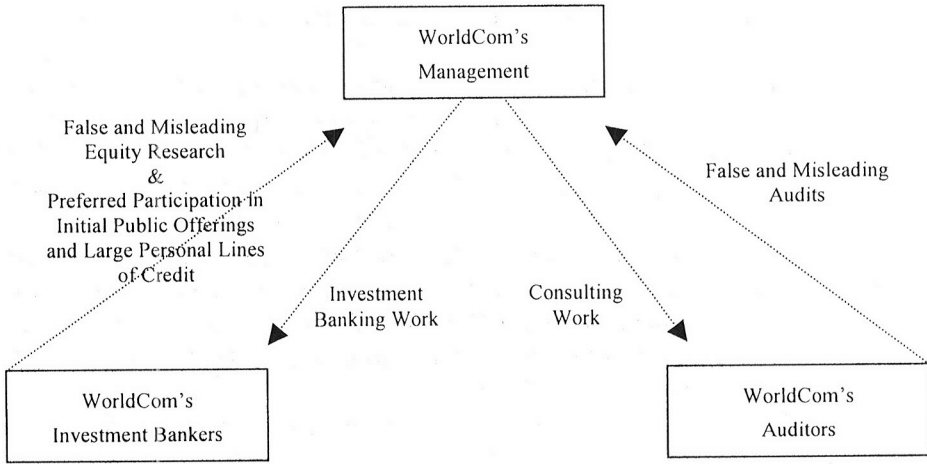 WorldCom's
Management
False and Misleading
Equity Research
&
Preferred Participation in
Initial Public Offerings
and Large Personal Lines
of Credit
False and Misleading
Audits
Investment
Banking Work
Consulting
Work
WorldCom's
Investment Bankers
WorldCom's
Auditors